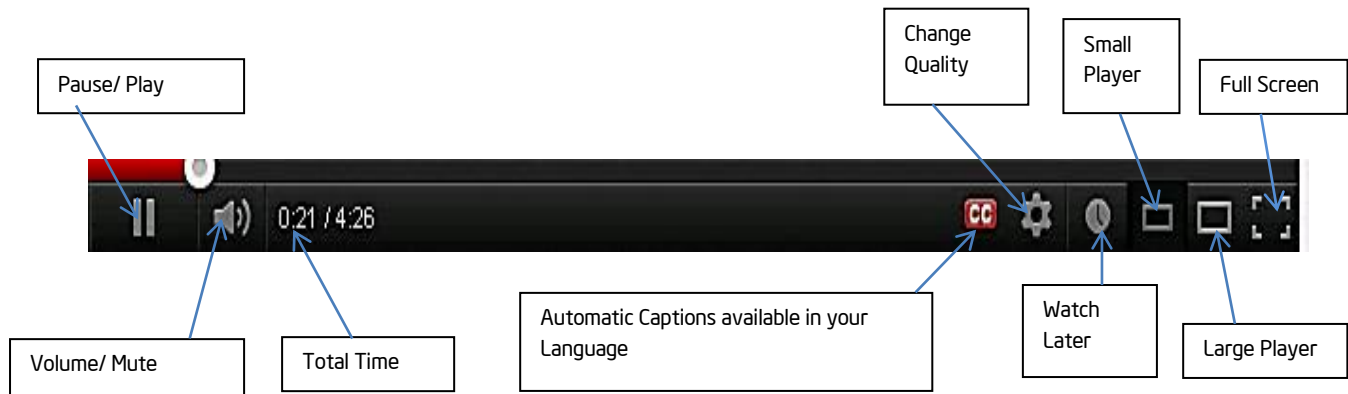 Change
Quality
Small
Player
Pause/ Play
Full Screen
0:21 / 4:26
CC
Automatic Captions available in your
Language
Watch
Later
Volume/ Mute
Total Time
Large Player